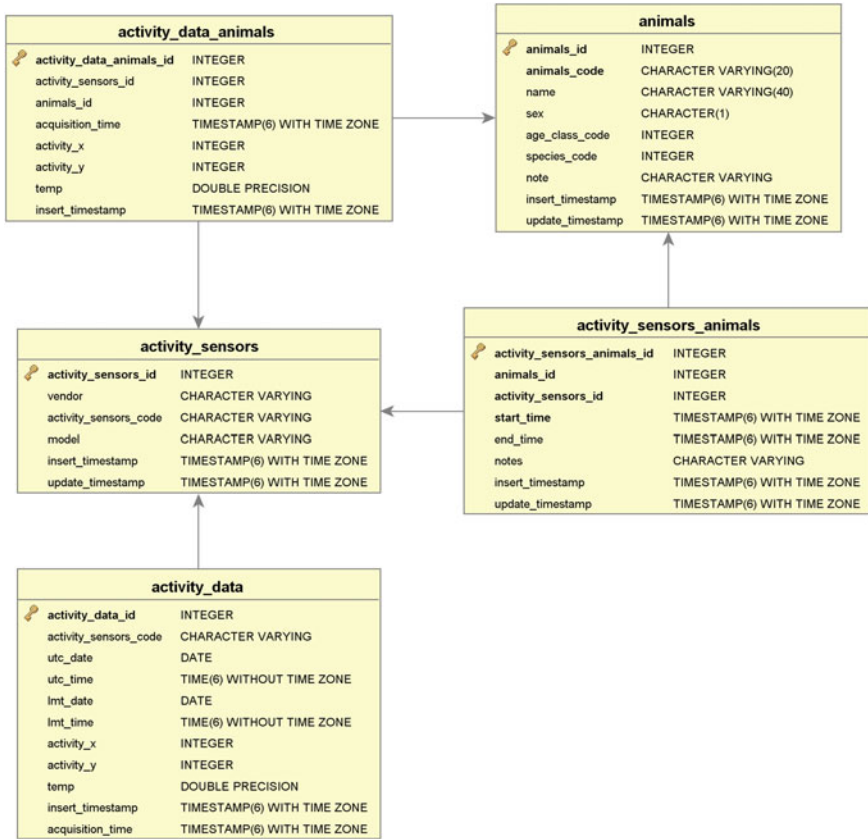 activity_data_animals
activity_data_animals_id INTEGER
activity_sensors_id INTEGER
animals_id INTEGER
acquisition_time TIMESTAMP(6) WITH TIME ZONE
activity_x INTEGER
activity_y INTEGER
temp DOUBLE PRECISION
insert_timestamp TIMESTAMP(6) WITH TIME ZONE
animals
animals_id INTEGER
animals_code CHARACTER VARYING(20)
name CHARACTER VARYING(40)
sex CHARACTER(1)
age_class_code INTEGER
species_code INTEGER
note CHARACTER VARYING
insert_timestamp TIMESTAMP(6) WITH TIME ZONE
update_timestamp TIMESTAMP(6) WITH TIME ZONE
activity_sensors
activity_sensors_id INTEGER
vendor CHARACTER VARYING
activity_sensors_code CHARACTER VARYING
model CHARACTER VARYING
insert_timestamp TIMESTAMP(6) WITH TIME ZONE
update_timestamp TIMESTAMP(6) WITH TIME ZONE
activity_sensors_animals
activity_sensors_animals_id INTEGER
animals_id INTEGER
activity_sensors_id INTEGER
start_time TIMESTAMP(6) WITH TIME ZONE
end_time TIMESTAMP(6) WITH TIME ZONE
notes CHARACTER VARYING
insert_timestamp TIMESTAMP(6) WITH TIME ZONE
update_timestamp TIMESTAMP(6) WITH TIME ZONE
activity_data
activity_data_id INTEGER
activity_sensors_code CHARACTER VARYING
utc_date DATE
utc_time TIME(6) WITHOUT TIME ZONE
lmt_date DATE
lmt_time TIME(6) WITHOUT TIME ZONE
activity_x INTEGER
activity_y INTEGER
temp DOUBLE PRECISION
insert_timestamp TIMESTAMP(6) WITH TIME ZONE
acquisition_time TIMESTAMP(6) WITH TIME ZONE